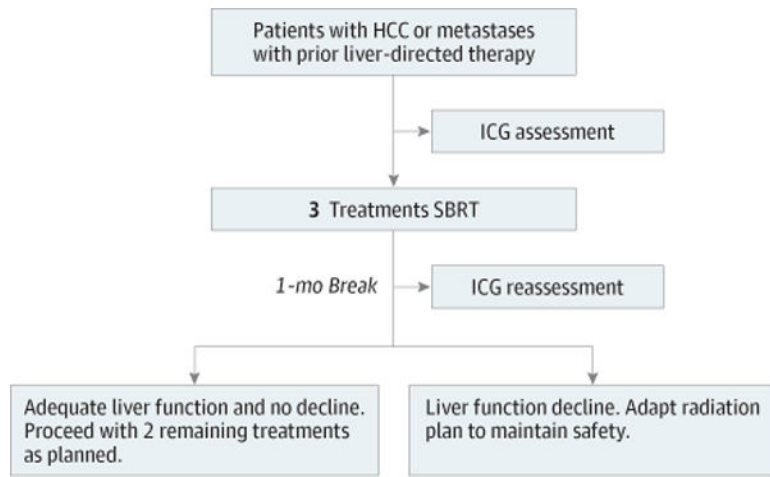 Patients with HCC or metastases
with prior liver-directed therapy
ICG assessment
3 Treatments SBRT
1-mo Break
ICG reassessment
Adequate liver function and no decline.
Proceed with 2 remaining treatments
as planned.
Liver function decline. Adapt radiation
plan to maintain safety.